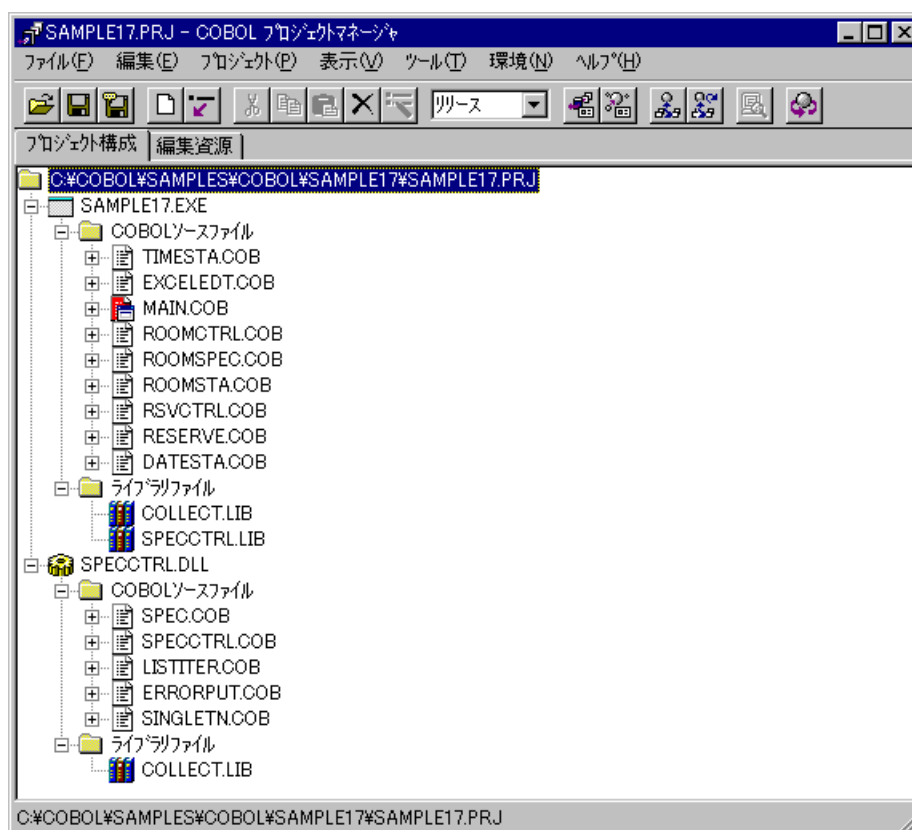 SAMPLE17.PRJ - COBOL ﾌﾟﾛｼﾞｪｸﾄﾏﾈｰｼﾞｬ
ﾌｧｲﾙ(F) 編集(E) ﾌﾟﾛｼﾞｪｸﾄ(P) 表示(V) ﾂｰﾙ(T) 環境(N) ﾍﾙﾌﾟ(H)
ﾘﾘｰｽ
ﾌﾟﾛｼﾞｪｸﾄ構成 編集資源
C:¥COBOL¥SAMPLES¥COBOL¥SAMPLE17¥SAMPLE17.PRJ
SAMPLE17.EXE
COBOLｿｰｽﾌｧｲﾙ
TIMESTA.COB
EXCELEDT.COB
MAIN.COB
ROOMCTRL.COB
ROOMSPEC.COB
ROOMSTA.COB
RSVCTRL.COB
RESERVE.COB
DATESTA.COB
ﾗｲﾌﾞﾗﾘﾌｧｲﾙ
COLLECT.LIB
SPECCTRL.LIB
SPECCTRL.DLL
COBOLｿｰｽﾌｧｲﾙ
SPEC.COB
SPECCTRL.COB
LISTITER.COB
ERRORPUT.COB
SINGLETN.COB
ﾗｲﾌﾞﾗﾘﾌｧｲﾙ
COLLECT.LIB
C:¥COBOL¥SAMPLES¥COBOL¥SAMPLE17¥SAMPLE17.PRJ